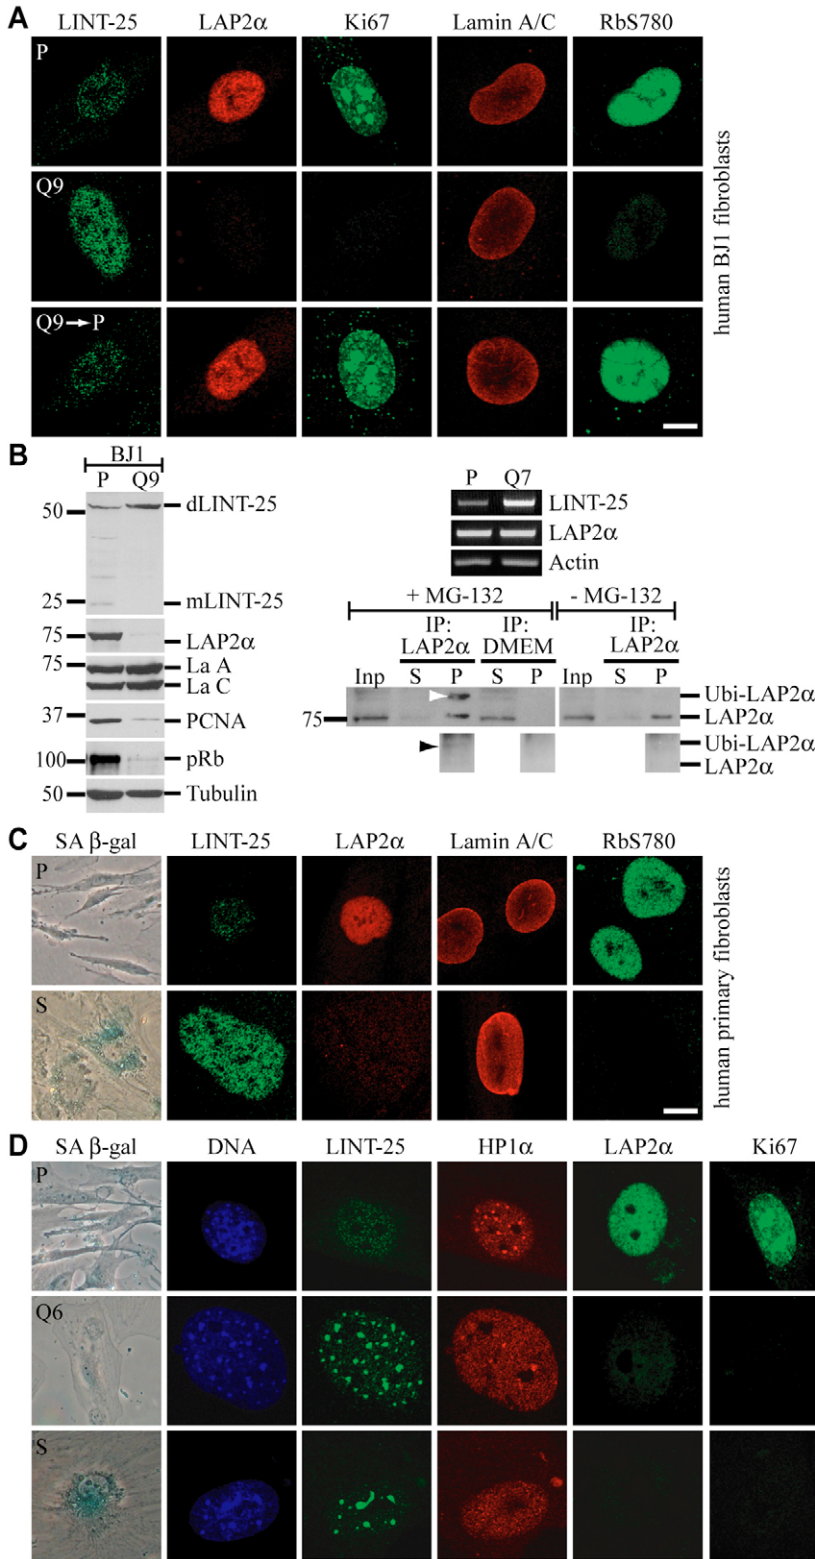 A
LINT-25 LAP2α Ki67 Lamin A/C RbS780
P
Q9
Q9 → P
human BJ1 fibroblasts
B
BJ1
P Q9
50 dLINT-25
25 mLINT-25
75 LAP2α
75 La A
La C
37 PCNA
100 pRb
50 Tubulin
P Q7
LINT-25
LAP2α
Actin
+ MG-132 - MG-132
IP: IP: IP:
LAP2α DMEM LAP2α
Inp S P S P Inp S P
Ubi-LAP2α
75 LAP2α
Ubi-LAP2α
LAP2α
C
SA β-gal LINT-25 LAP2α Lamin A/C RbS780
P
S
human primary fibroblasts
D
SA β-gal DNA LINT-25 HP1α LAP2α Ki67
P
Q6
S